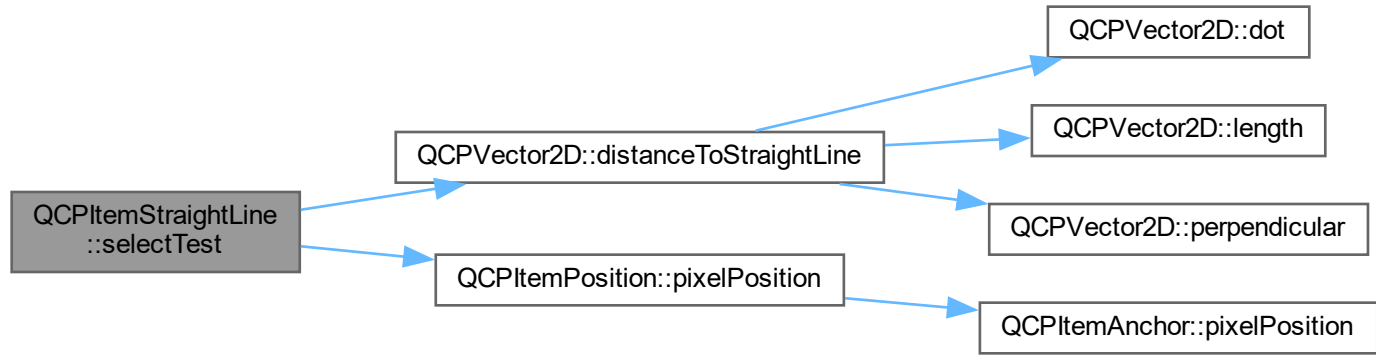 QCPItemStraightLine
::selectTest
QCPVector2D::distanceToStraightLine
QCPVector2D::dot
QCPVector2D::length
QCPVector2D::perpendicular
QCPItemPosition::pixelPosition
QCPItemAnchor::pixelPosition